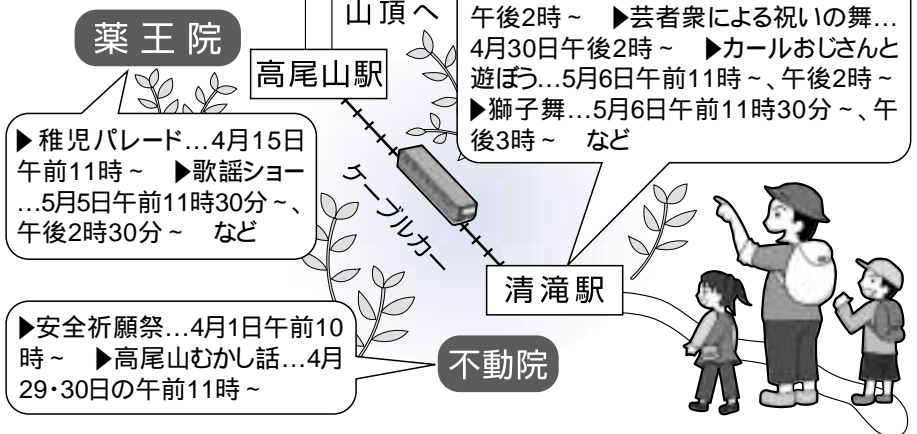 山頂へ
薬王院
高尾山駅
午後2時~ ▶芸者衆による祝いの舞…
4月30日午後2時~ ▶カールおじさんと
遊ぼう…5月6日午前11時~、午後2時~
▶獅子舞…5月6日午前11時30分~、午
後3時~ など
▶稚児パレード…4月15日
午前11時~ ▶歌謡ショー
…5月5日午前11時30分~、
午後2時30分~ など
ケーブルカー
清滝駅
▶安全祈願祭…4月1日午前10
時~ ▶高尾山むかし話…4月
29・30日の午前11時~
不動院